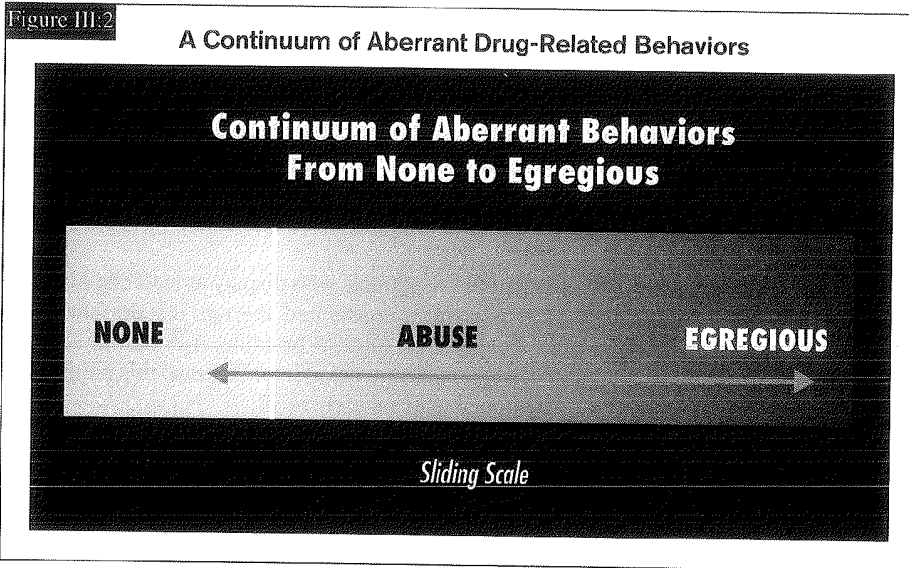 Figure III:2
A Continuum of Aberrant Drug-Related Behaviors
Continuum of Aberrant Behaviors
From None to Egregious
NONE
ABUSE
EGREGIOUS
Sliding Scale